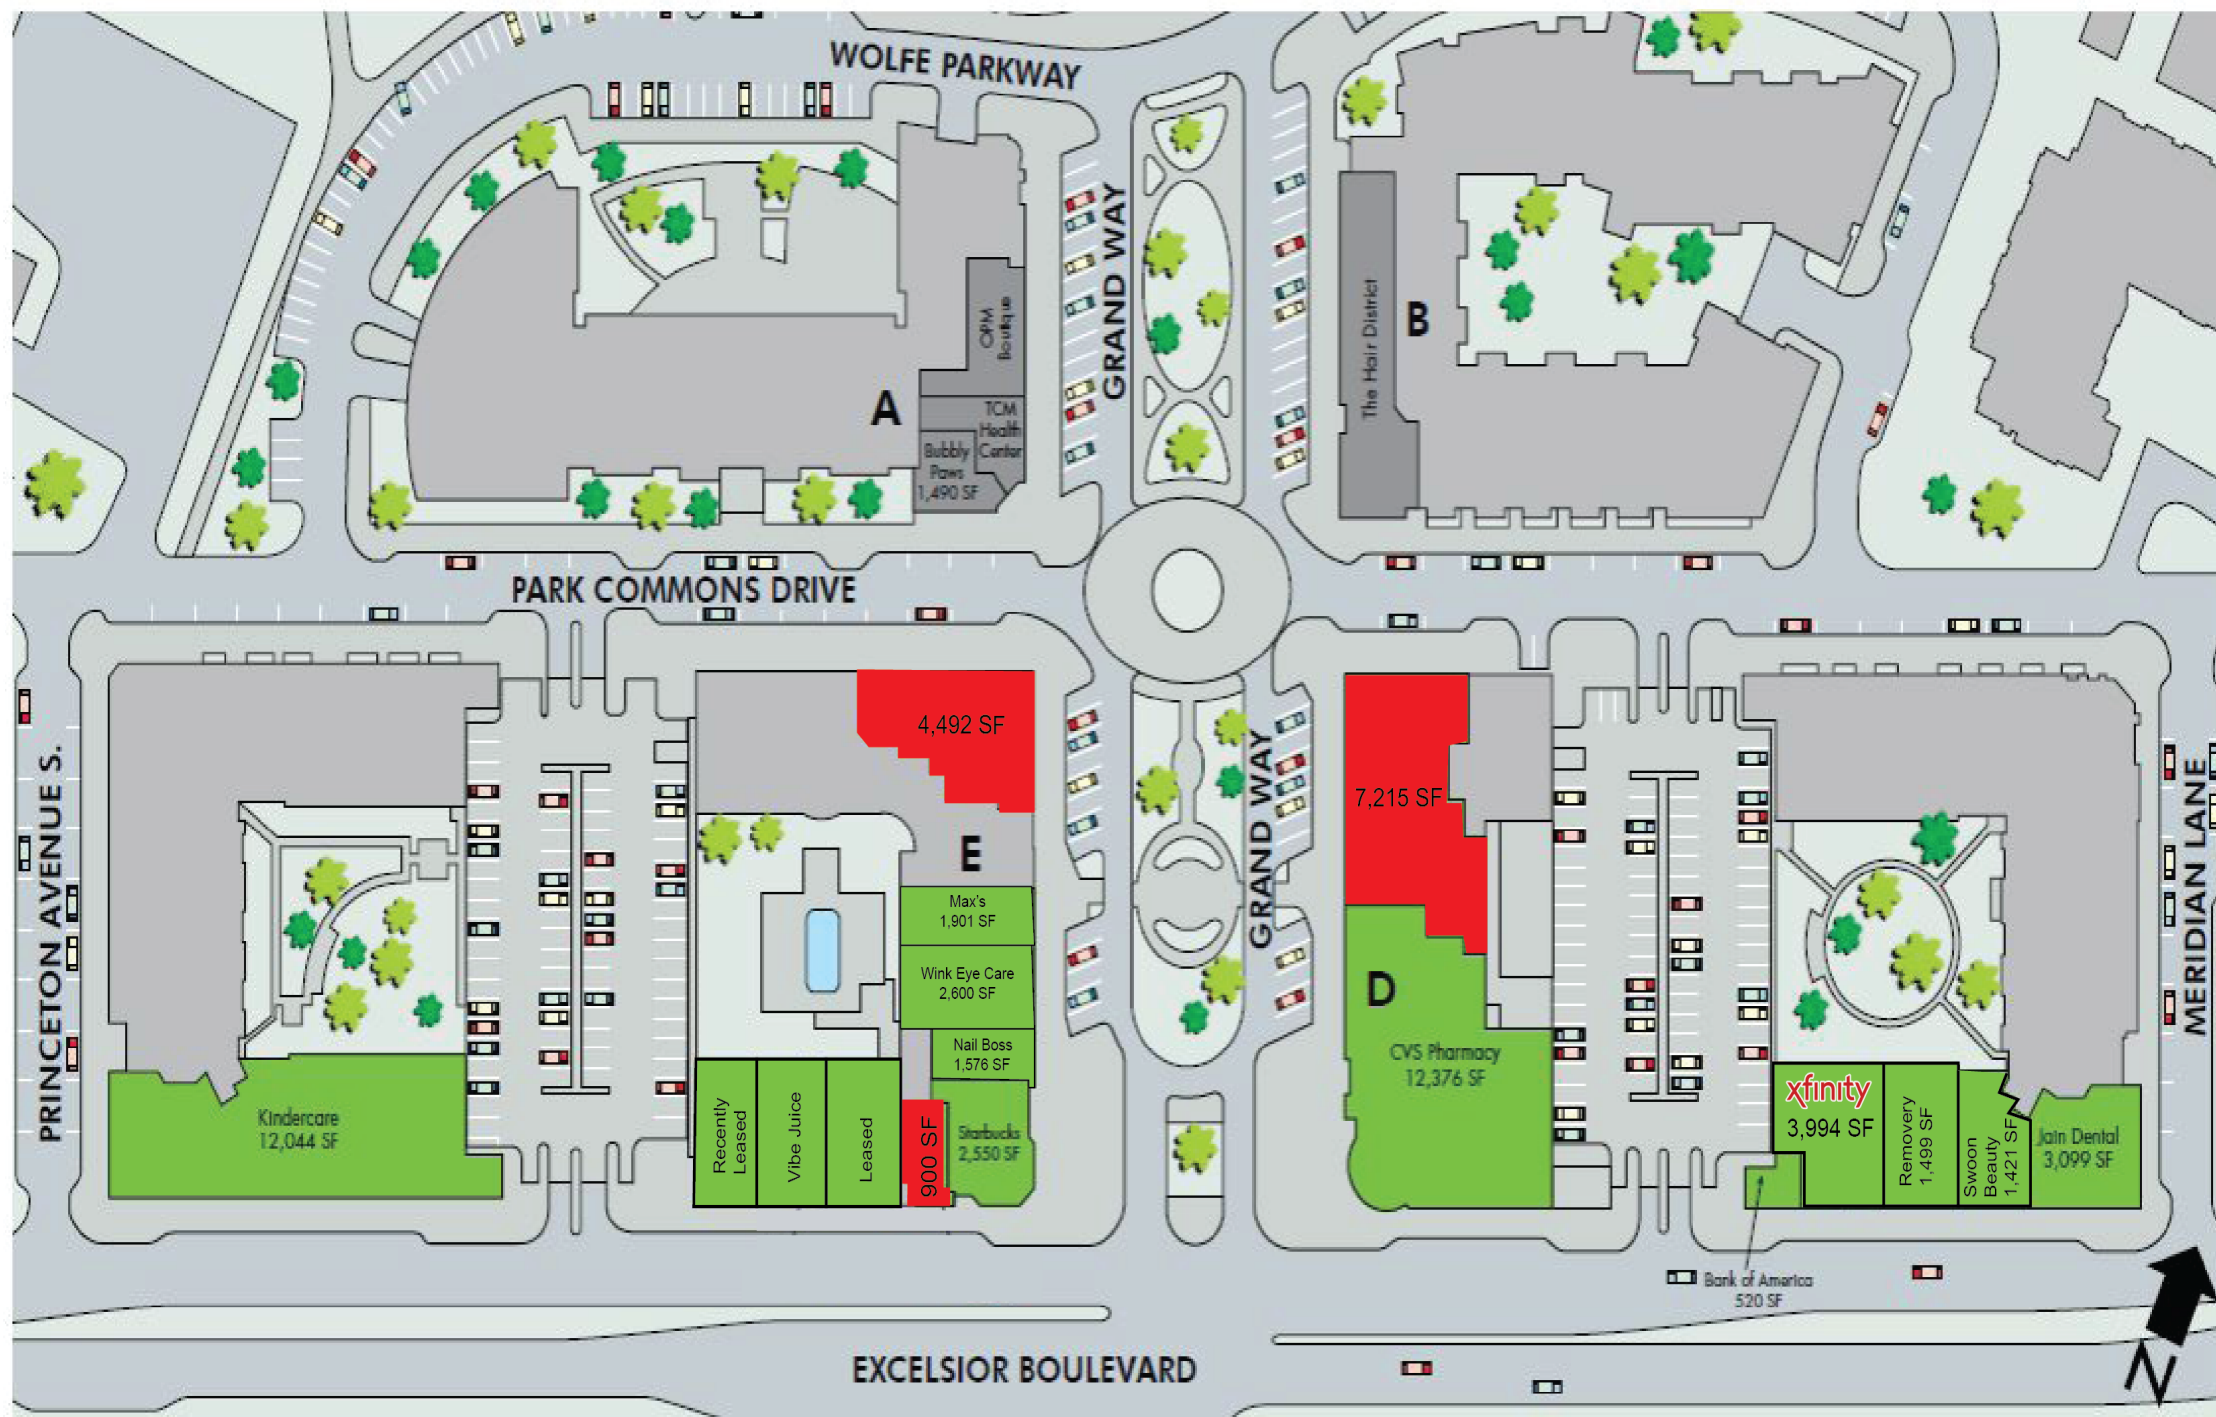 WOLFE PARKWAY
GRAND WAY
OPM
Boutique
A
TCM
Health
Center
Bubbly
Paws
1,490 SF
The Hair District
B
PARK COMMONS DRIVE
PRINCETON AVENUE S.
4,492 SF
E
Max's
1,901 SF
Wink Eye Care
2,600 SF
Nail Boss
1,576 SF
Starbucks
2,550 SF
900 SF
Leased
Vibe Juice
Recently
Leased
Kindercare
12,044 SF
GRAND WAY
7,215 SF
D
CVS Pharmacy
12,376 SF
xfinity
3,994 SF
Removery
1,499 SF
Swoon
Beauty
1,421 SF
Jain Dental
3,099 SF
MERIDIAN LANE
Bank of America
520 SF
EXCELSIOR BOULEVARD
N